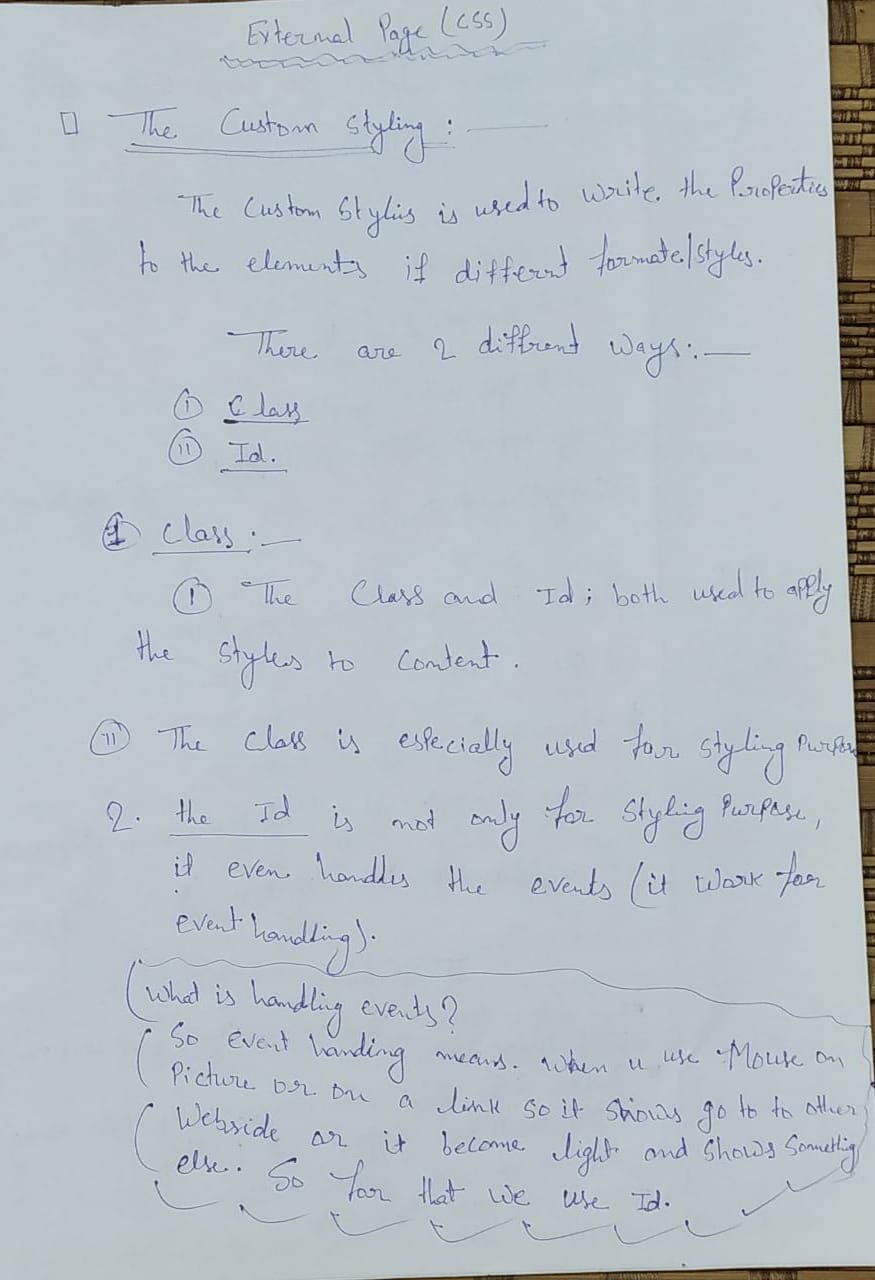 External Page (CSS)
The Custom Styling :—
The Custom Stylis is used to write. the Properties
to the elements if differnt formate/styles.
There are 2 diffrent ways:—
(i) Class
(ii) Id.
(1) Class :—
(i) The Class and Id; both used to apply
the styles to Content.
(ii) The Class is especially used for styling Purpose
2. the Id is not only for Styling Purpose,
it even handles the events (it work for
event handling).
(What is handling events?
So event handing means. when u use Mouse on
Picture or on a link so it shows go to to other
Webside or it become light and shows Something
else. So for that we use Id.